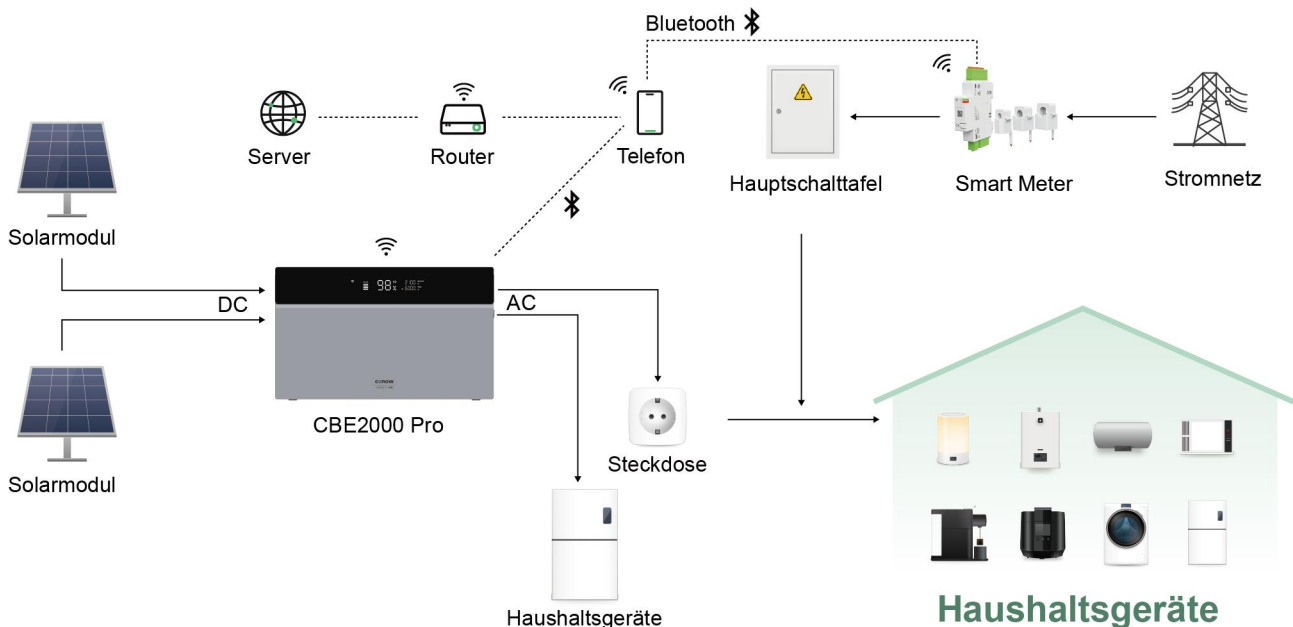 Bluetooth
Server
Router
Telefon
Hauptschalttafel
Smart Meter
Stromnetz
Solarmodul
DC
98%
AC
CBE2000 Pro
Solarmodul
Steckdose
Haushaltsgeräte
Haushaltsgeräte